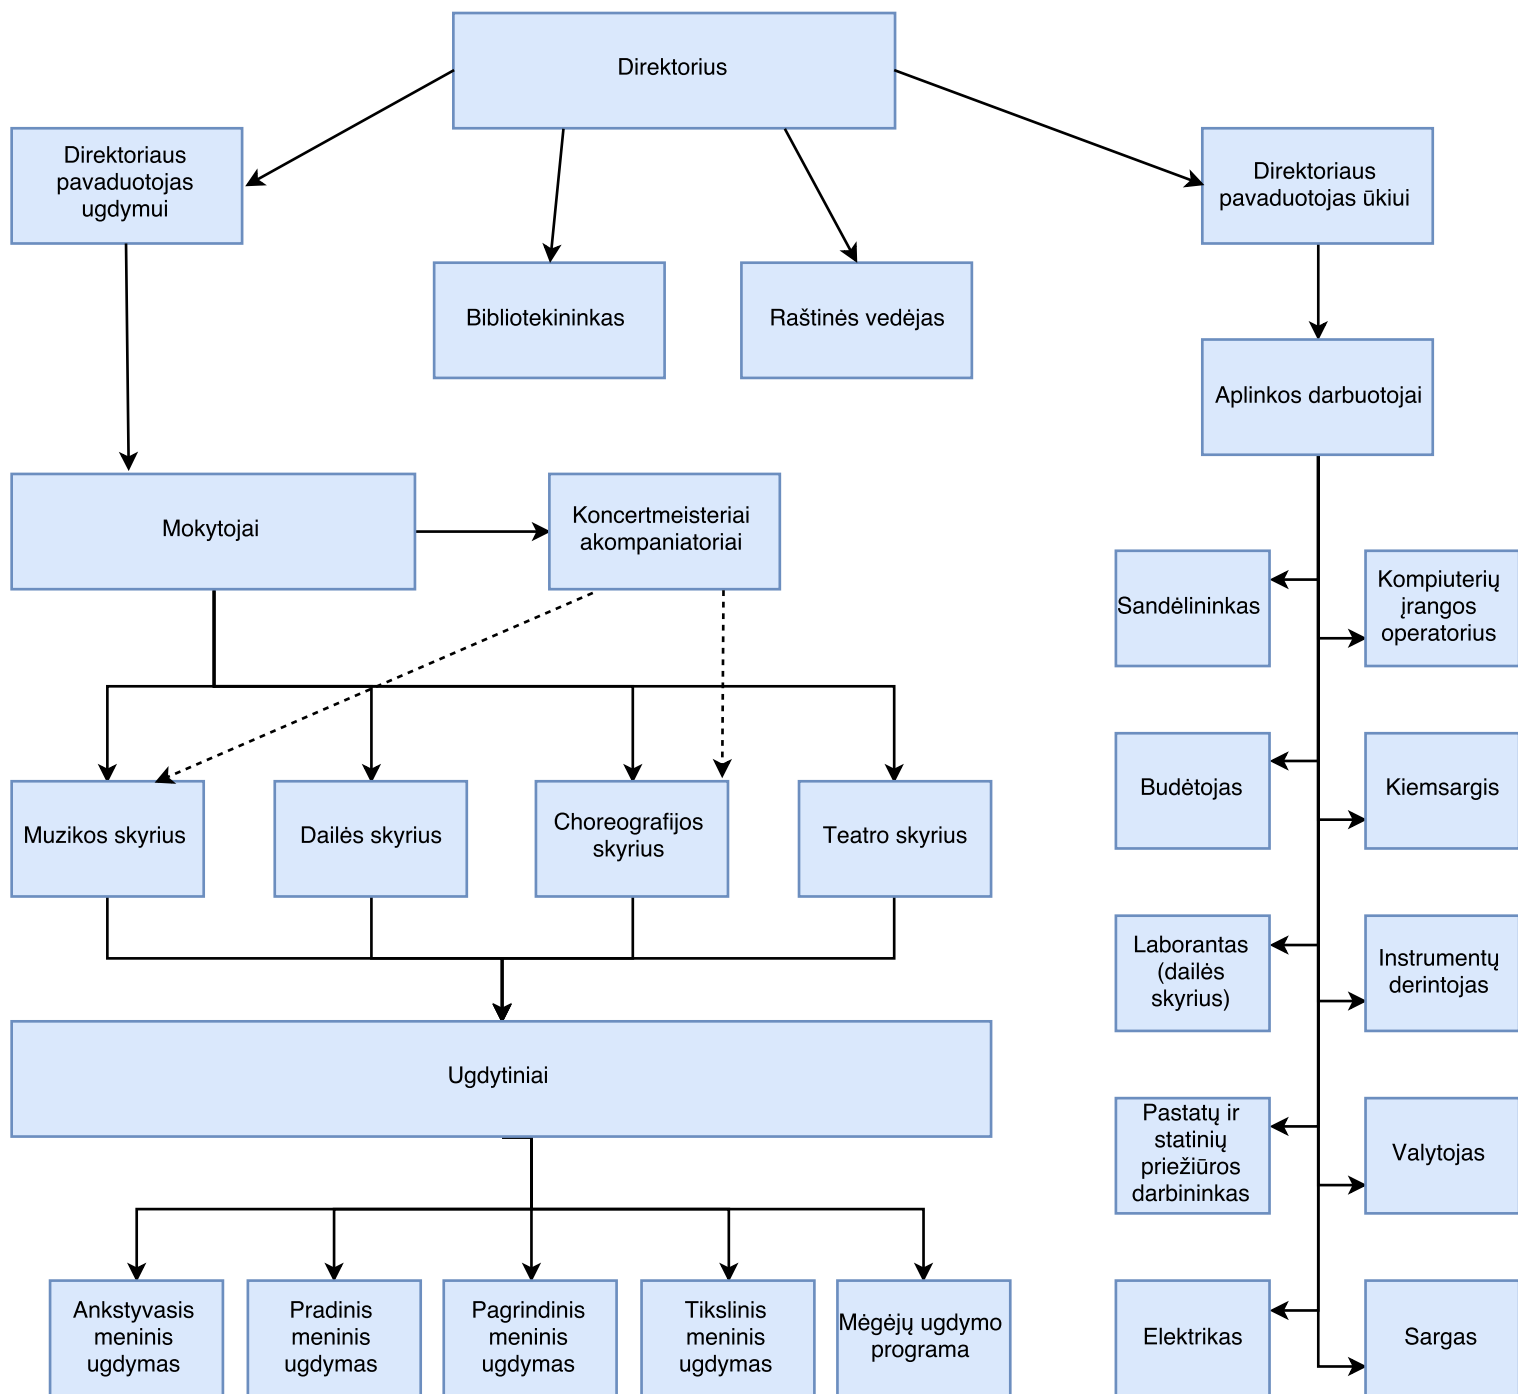 Direktorius
Direktoriaus
pavaduotojas
ugdymui
Direktoriaus
pavaduotojas ūkiui
Bibliotekininkas
Raštinės vedėjas
Aplinkos darbuotojai
Mokytojai
Koncertmeisteriai
akompaniatoriai
Sandėlininkas
Kompiuterių
įrangos
operatorius
Muzikos skyrius
Dailės skyrius
Choreografijos
skyrius
Teatro skyrius
Budėtojas
Kiemsargis
Laborantas
(dailės
skyrius)
Instrumentų
derintojas
Ugdytiniai
Pastatų ir
statinių
priežiūros
darbininkas
Valytojas
Ankstyvasis
meninis
ugdymas
Pradinis
meninis
ugdymas
Pagrindinis
meninis
ugdymas
Tikslinis
meninis
ugdymas
Mėgėjų ugdymo
programa
Elektrikas
Sargas